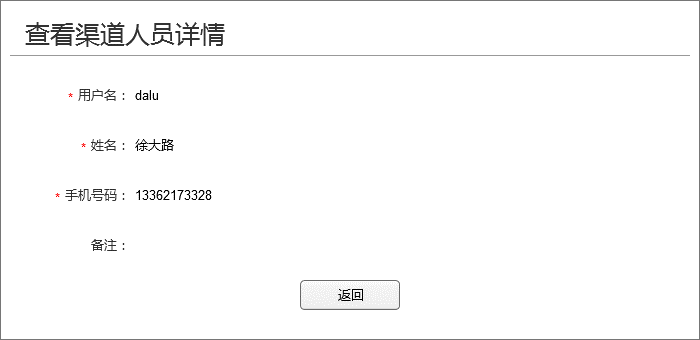 查看渠道人员详情
* 用户名： dalu
* 姓名： 徐大路
* 手机号码： 13362173328
备注：
返回